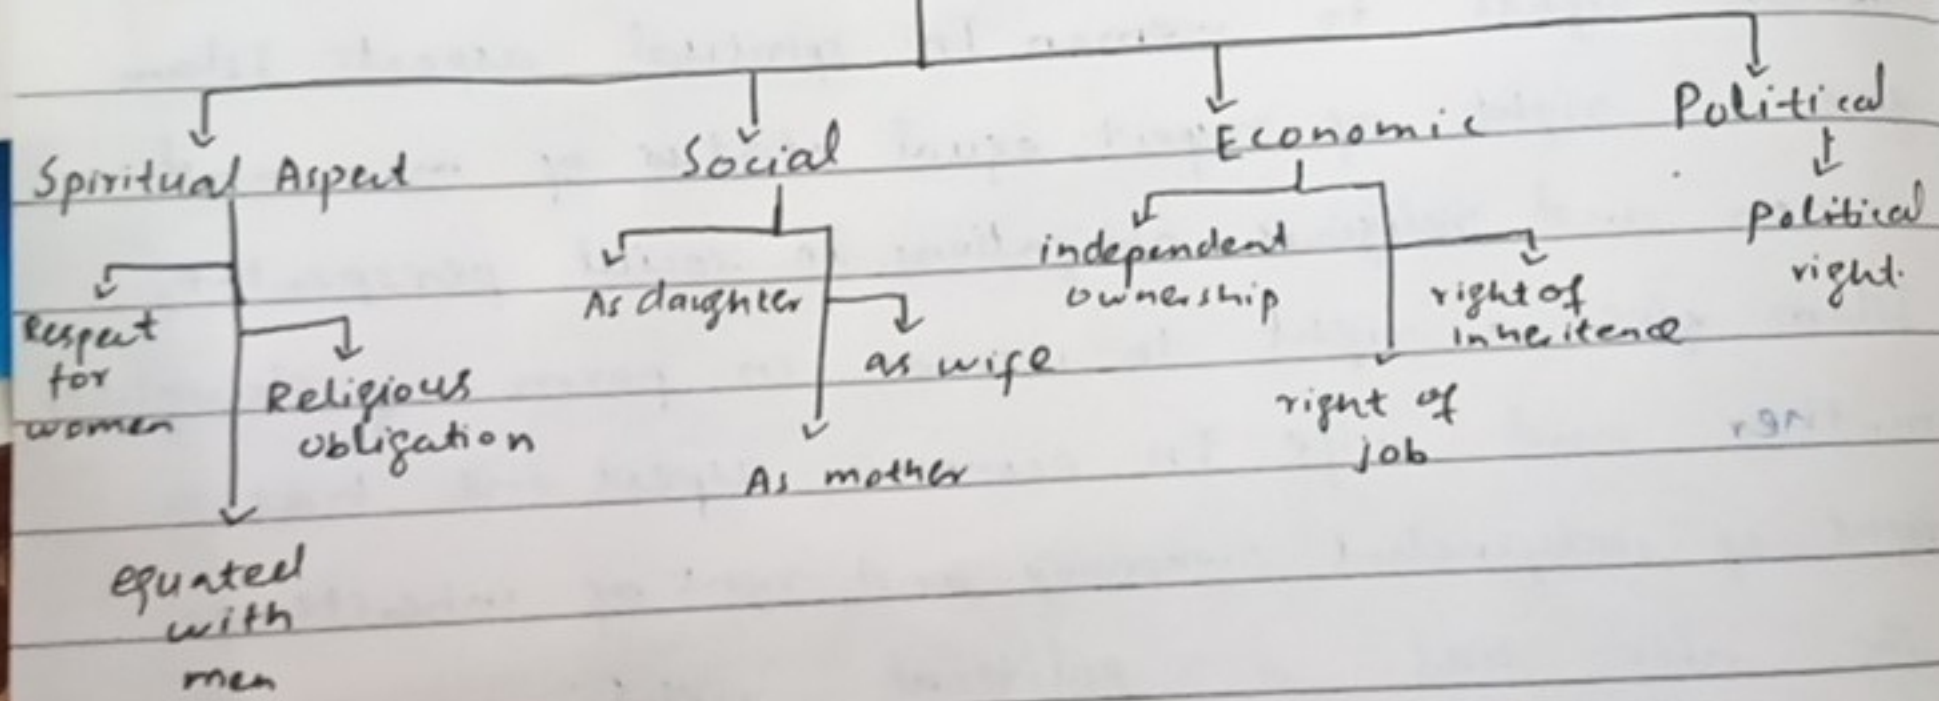 Spiritual Aspect
Social
Economic
Political
Respect
for
women
Religious
obligation
equated
with
men
As daughter
as wife
As mother
independent
ownership
right of
inheritence
right of
job
Political
right.